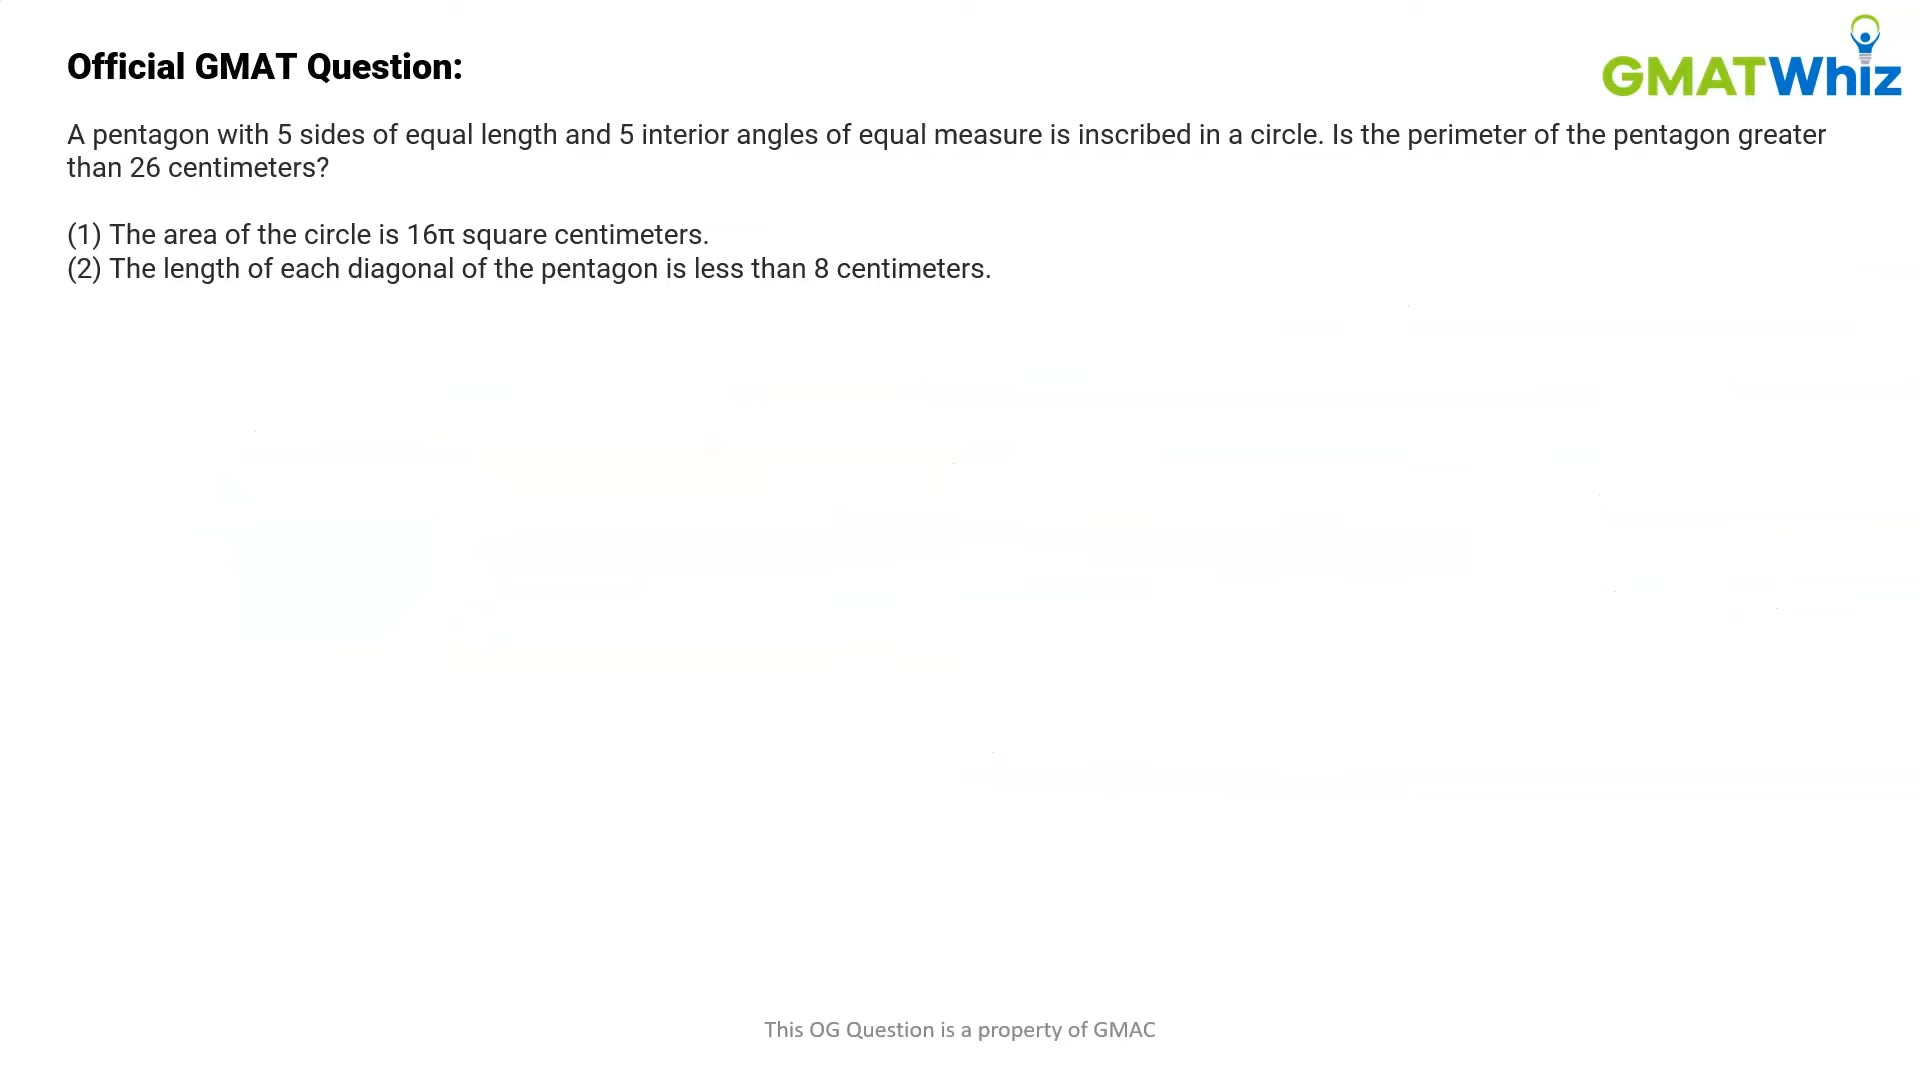 GMATWhiz
Official GMAT Question:
A pentagon with 5 sides of equal length and 5 interior angles of equal measure is inscribed in a circle. Is the perimeter of the pentagon greater
than 26 centimeters?
(1) The area of the circle is 16π square centimeters.
(2) The length of each diagonal of the pentagon is less than 8 centimeters.
This OG Question is a property of GMAC